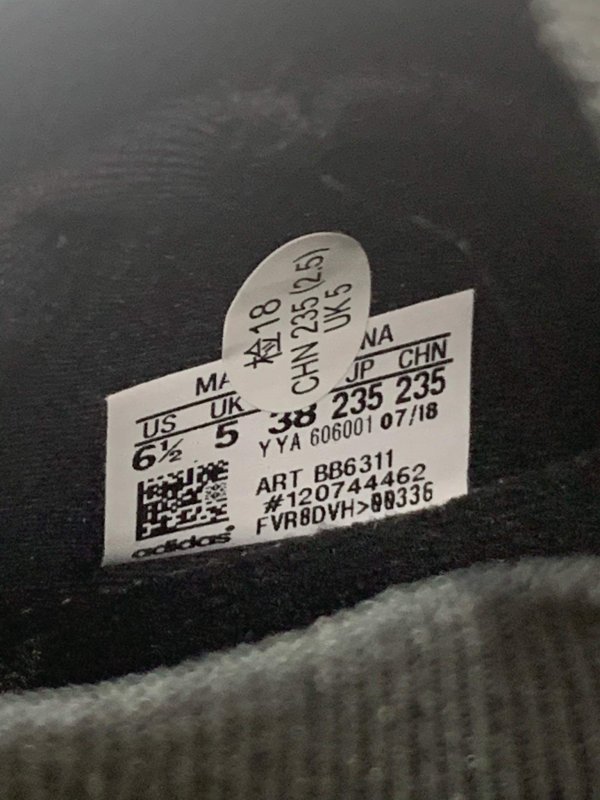 检18
CHN 235 (2.5)
UK 5
MA NA
US UK JP CHN
6½ 5 38 235 235
YYA 606001 07/18
ART BB6311
#120744462
FVR8DVH>00336
adidas